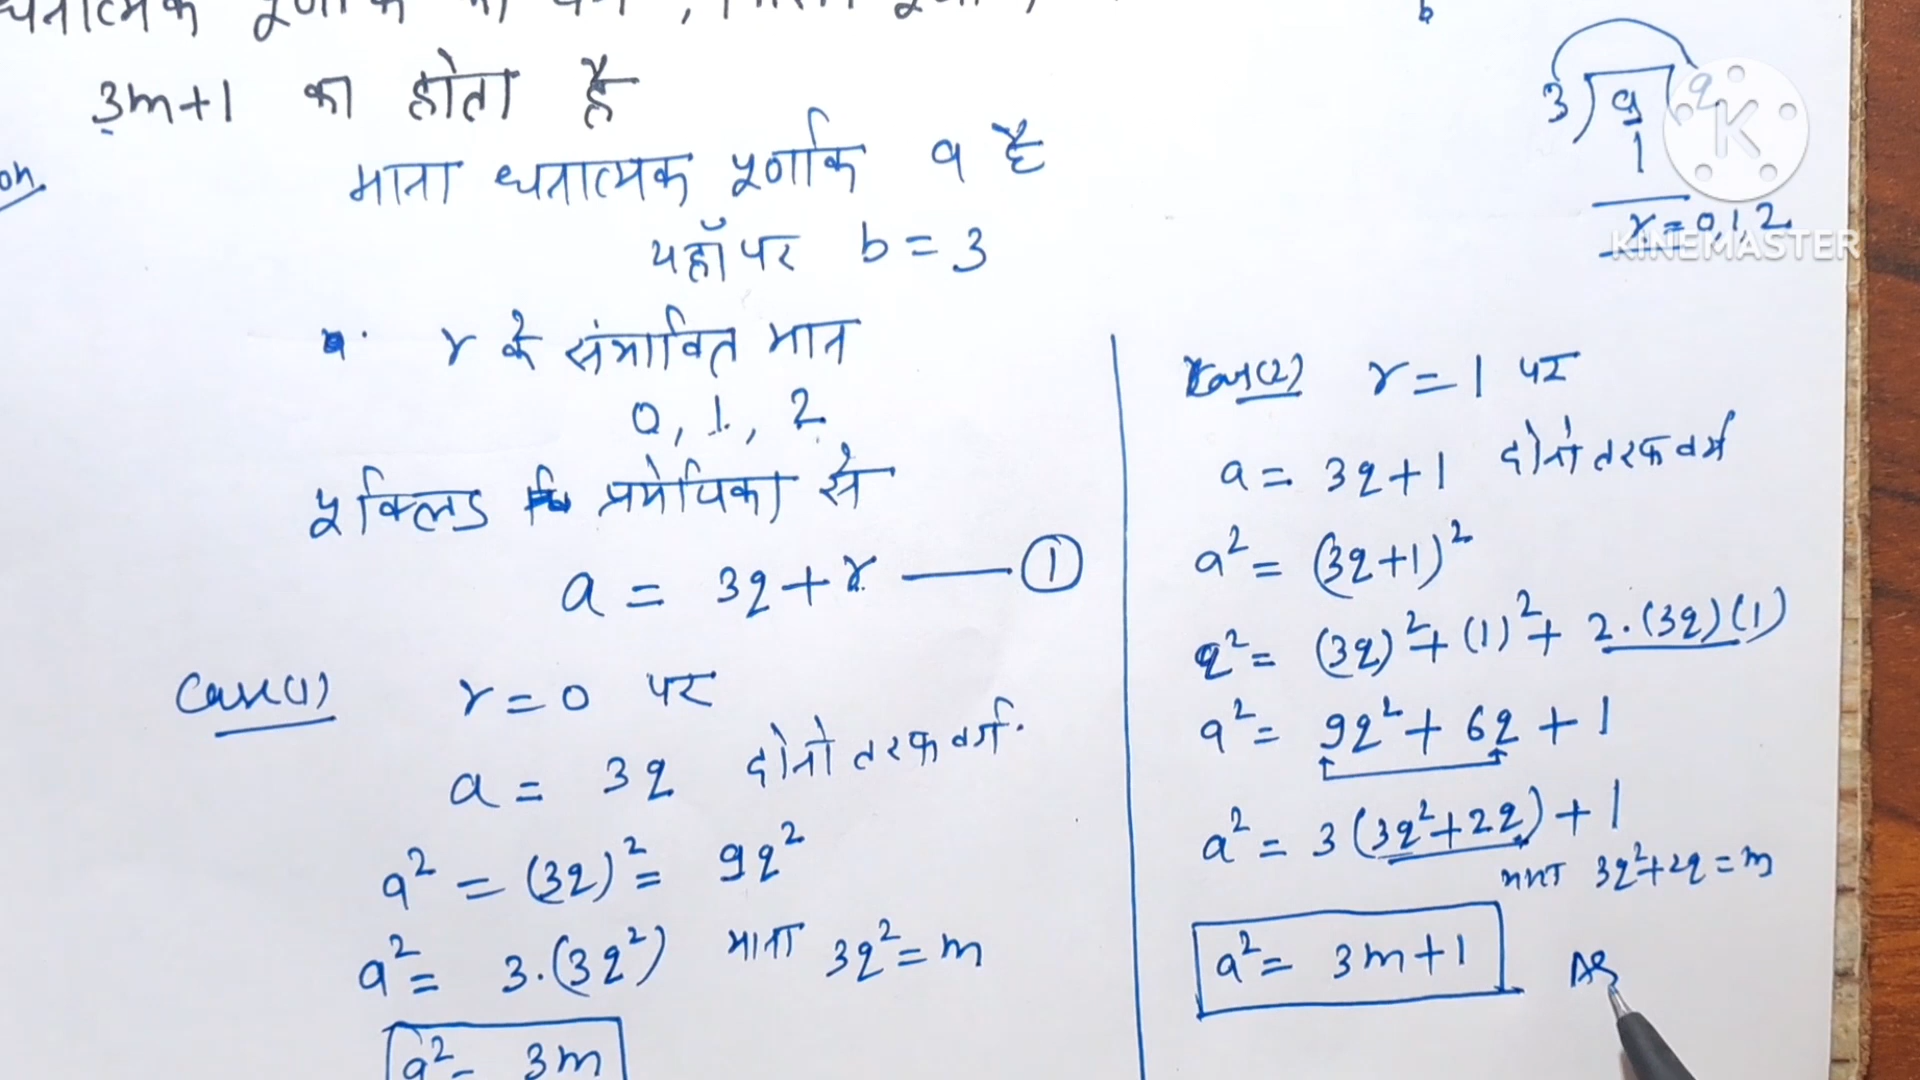 धनात्मक पूर्णांक का वर्ग,
b
3m+1 का होता है
3) a ( q
1
r = 0, 1, 2
KINEMASTER
माना धनात्मक पूर्णांक a है
यहाँ पर b = 3
r के संभावित मान
0, 1, 2
यूक्लिड प्रमेयिका से
a = 3q + r —— ①
Case(1) r = 0 पर
a = 3q दोनो तरफ वर्ग.
a² = (3q)² = 9q²
a² = 3.(3q²) माना 3q² = m
a² = 3m
Case(2) r = 1 पर
a = 3q+1 दोनो तरफ वर्ग
a² = (3q+1)²
a² = (3q)² + (1)² + 2.(3q)(1)
a² = 9q² + 6q + 1
a² = 3(3q²+2q) + 1
माना 3q²+2q = m
a² = 3m+1